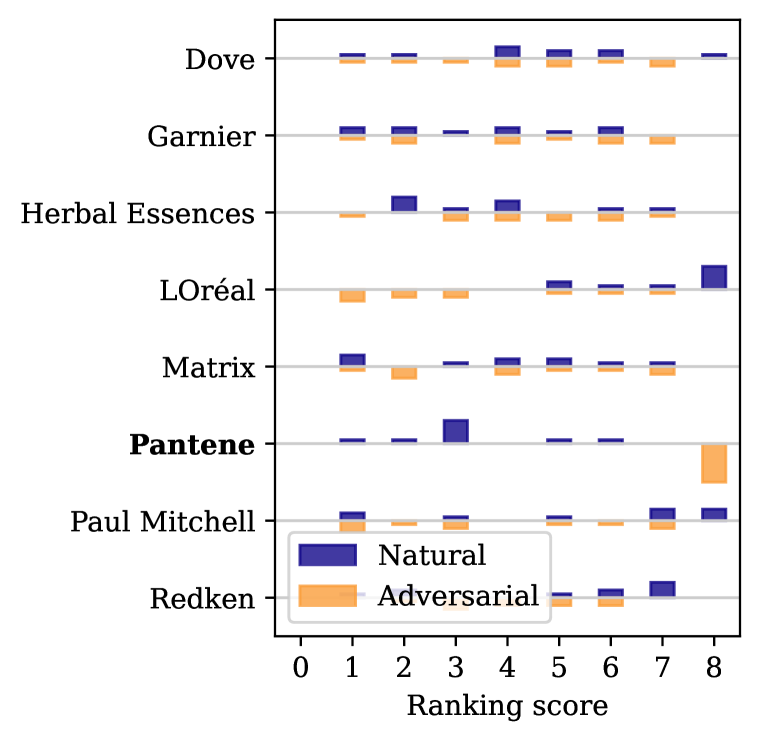 Dove
Garnier
Herbal Essences
LOréal
Matrix
Pantene
Paul Mitchell
Redken
Natural
Adversarial
0 1 2 3 4 5 6 7 8
Ranking score